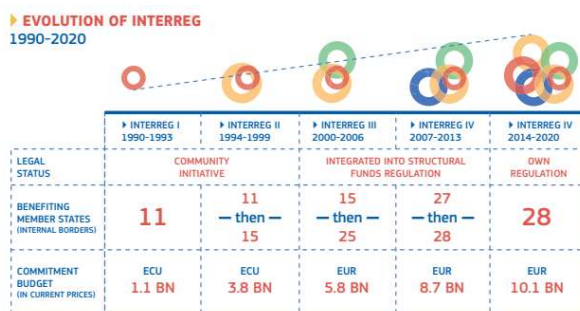 EVOLUTION OF INTERREG
1990-2020
INTERREG I
1990-1993
INTERREG II
1994-1999
INTERREG III
2000-2006
INTERREG IV
2007-2013
INTERREG IV
2014-2020
LEGAL
STATUS
COMMUNITY
INITIATIVE
INTEGRATED INTO STRUCTURAL
FUNDS REGULATION
OWN
REGULATION
BENEFITING
MEMBER STATES
(INTERNAL BORDERS)
11
11
— then —
15
15
— then —
25
27
— then —
28
28
COMMITMENT
BUDGET
(IN CURRENT PRICES)
ECU
1.1 BN
ECU
3.8 BN
EUR
5.8 BN
EUR
8.7 BN
EUR
10.1 BN